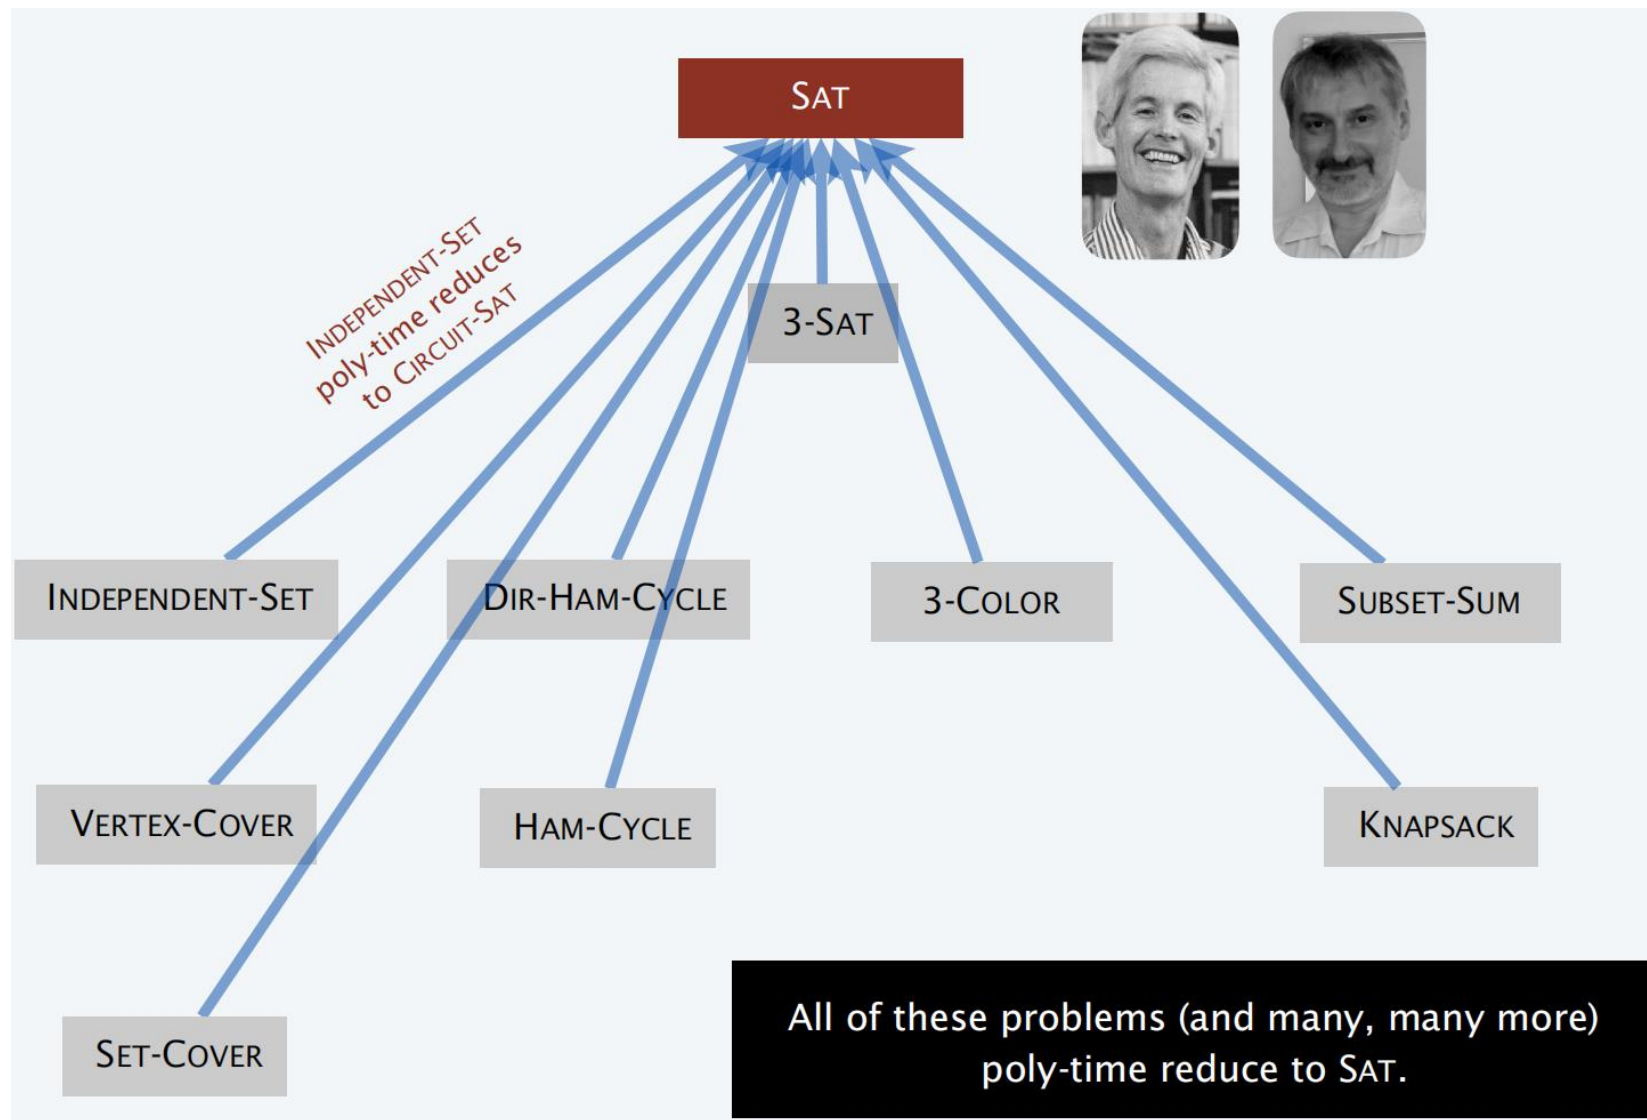 SAT
INDEPENDENT-SET
poly-time reduces
to CIRCUIT-SAT
3-SAT
INDEPENDENT-SET
DIR-HAM-CYCLE
3-COLOR
SUBSET-SUM
VERTEX-COVER
HAM-CYCLE
KNAPSACK
SET-COVER
All of these problems (and many, many more)
poly-time reduce to SAT.